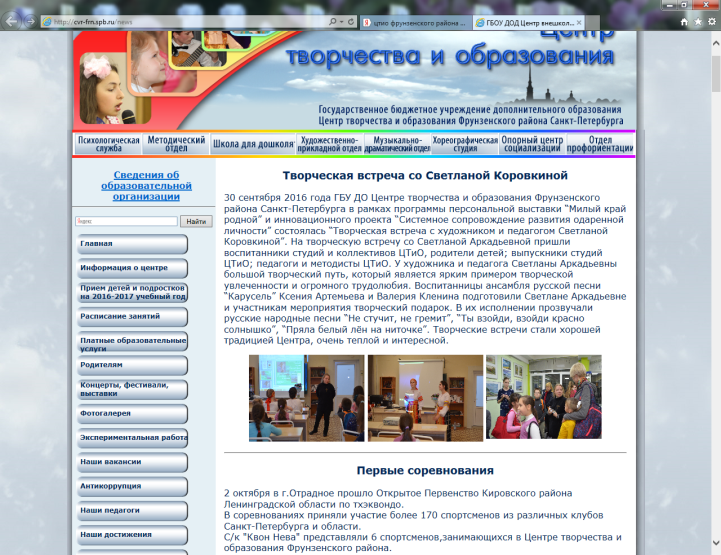 http://cvr-frn.spb.ru/news
цтио фрунзенского района ...
ГБОУ ДОД Центр внешкол...
Центр
творчества и образования
Государственное бюджетное учреждение дополнительного образования
Центр творчества и образования Фрунзенского района Санкт-Петербурга
Психологическая служба
Методический отдел
Школа для дошколя
Художественно-прикладной отдел
Музыкально-драматический отдел
Хореографическая студия
Опорный центр социализации
Отдел профориентации
Сведения об
образовательной
организации
Яндекс
Найти
Главная
Информация о центре
Прием детей и подростков
на 2016-2017 учебный год
Расписание занятий
Платные образовательные
услуги
Родителям
Концерты, фестивали,
выставки
Фотогалерея
Экспериментальная работа
Наши вакансии
Антикоррупция
Наши педагоги
Наши достижения
Творческая встреча со Светланой Коровкиной
30 сентября 2016 года ГБУ ДО Центре творчества и образования Фрунзенского
района Санкт-Петербурга в рамках программы персональной выставки “Милый край
родной” и инновационного проекта “Системное сопровождение развития одаренной
личности” состоялась “Творческая встреча с художником и педагогом Светланой
Коровкиной”. На творческую встречу со Светланой Аркадьевной пришли
воспитанники студий и коллективов ЦТиО, родители детей; выпускники студий
ЦТиО; педагоги и методисты ЦТиО. У художника и педагога Светланы Аркадьевны
большой творческий путь, который является ярким примером творческой
увлеченности и огромного трудолюбия. Воспитанницы ансамбля русской песни
“Карусель” Ксения Артемьева и Валерия Кленина подготовили Светлане Аркадьевне
и участникам мероприятия творческий подарок. В их исполнении прозвучали
русские народные песни “Не стучит, не гремит”, “Ты взойди, взойди красно
солнышко”, “Пряла белый лён на ниточке”. Творческие встречи стали хорошей
традицией Центра, очень теплой и интересной.
Первые соревнования
2 октября в г.Отрадное прошло Открытое Первенство Кировского района
Ленинградской области по тхэквондо.
В соревнованиях приняли участие более 170 спортсменов из различных клубов
Санкт-Петербурга и области.
С/к "Квон Нева" представляли 6 спортсменов,занимающихся в Центре творчества и
образования Фрунзенского района.